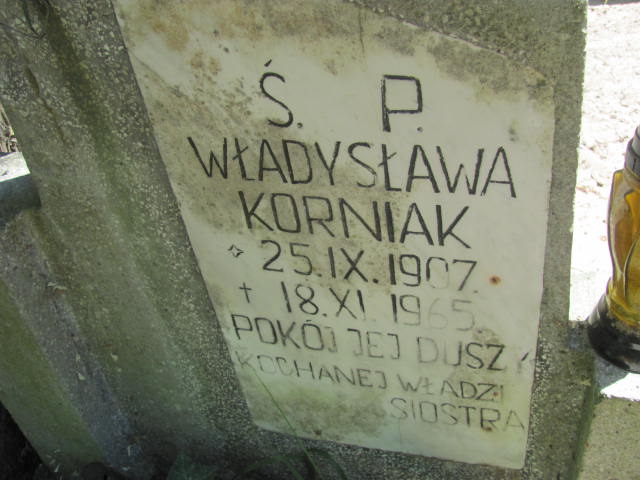 Ś. P.
WŁADYSŁAWA
KORNIAK
25.IX.1907.
† 18.XI.1965.
POKÓJ JEJ DUSZY
KOCHANEJ WŁADZI
SIOSTRA